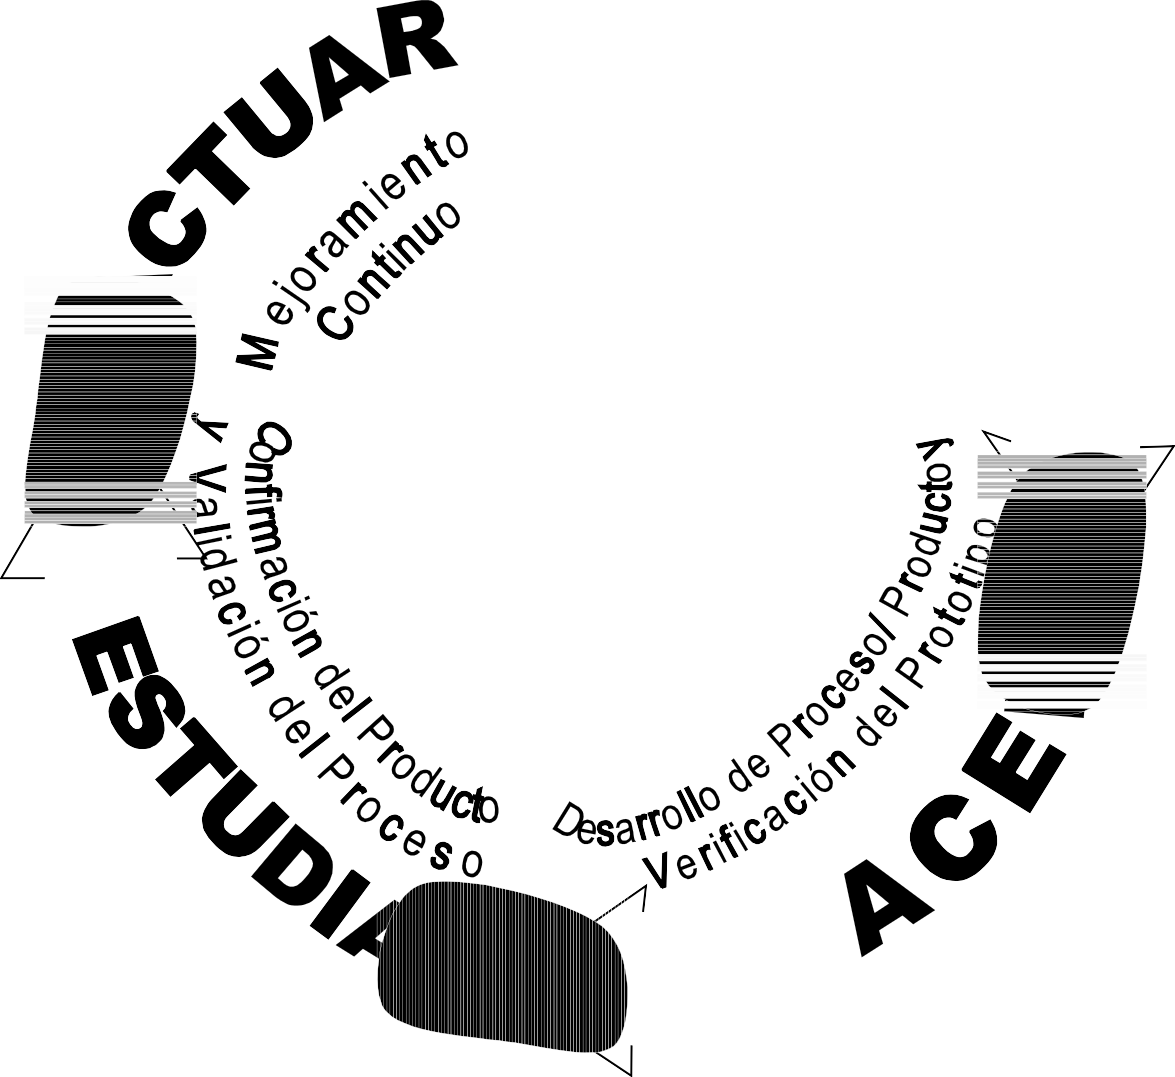 CTUAR
Mejoramiento
Continuo
Confirmación del Producto
y Validación del Proceso
ESTUDIA
Desarrollo de Proceso/ Producto y
Verificación del Prototipo
ACE